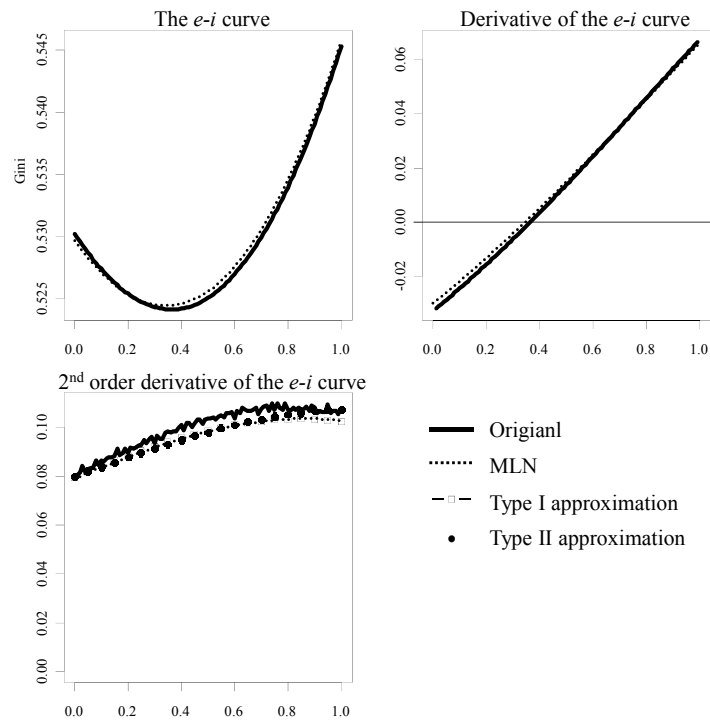 The e-i curve
Derivative of the e-i curve
Gini
0.545
0.540
0.535
0.530
0.525
0.0 0.2 0.4 0.6 0.8 1.0
0.06
0.04
0.02
0.00
-0.02
0.0 0.2 0.4 0.6 0.8 1.0
2nd order derivative of the e-i curve
0.10
0.08
0.06
0.04
0.02
0.00
0.0 0.2 0.4 0.6 0.8 1.0
Origianl
MLN
Type I approximation
Type II approximation